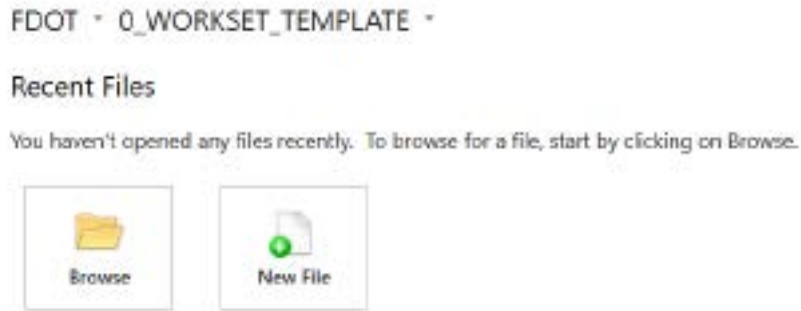 FDOT 0_WORKSET_TEMPLATE
Recent Files
You haven't opened any files recently. To browse for a file, start by clicking on Browse.
Browse New File